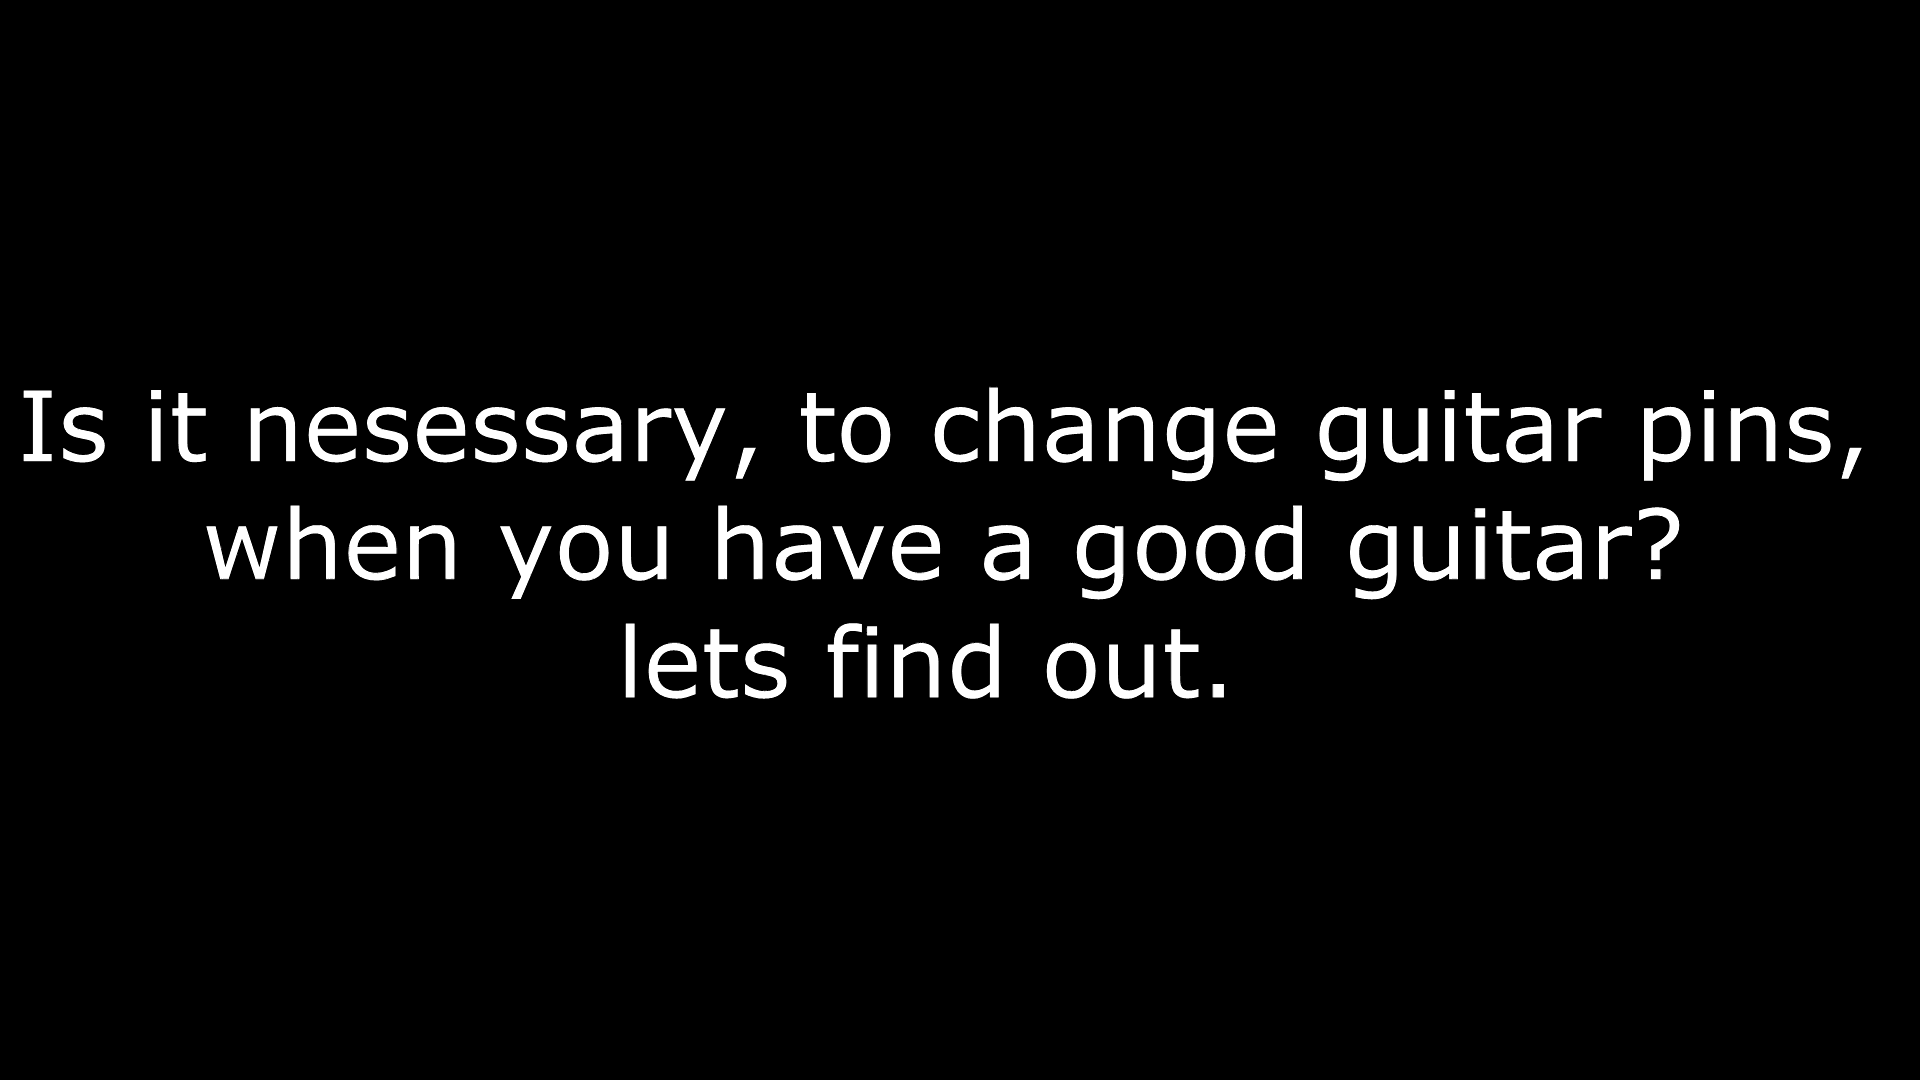 Is it nesessary, to change guitar pins,
when you have a good guitar?
lets find out.